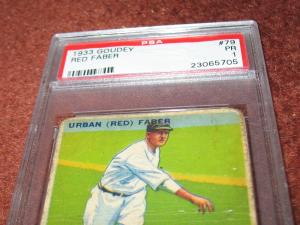 PSA
1933 GOUDEY #79
RED FABER PR
1
23065705
URBAN (RED) FABER